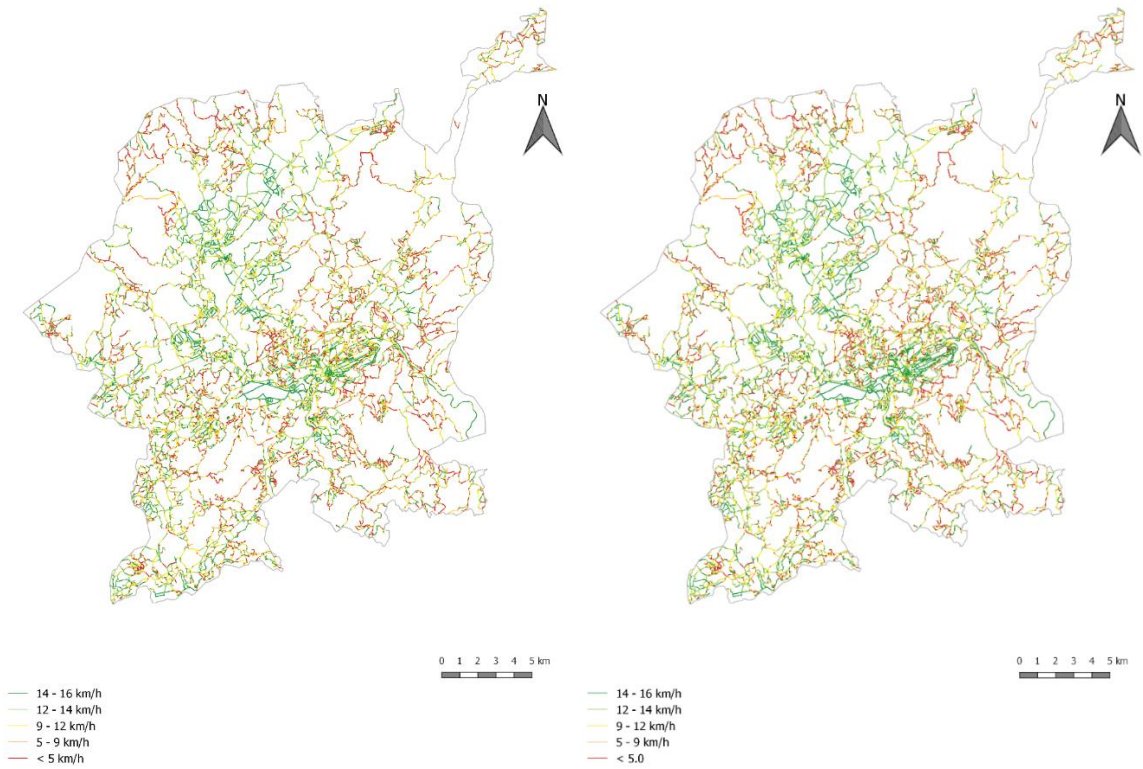 N
N
0 1 2 3 4 5 km
0 1 2 3 4 5 km
14 - 16 km/h
12 - 14 km/h
9 - 12 km/h
5 - 9 km/h
< 5 km/h
14 - 16 km/h
12 - 14 km/h
9 - 12 km/h
5 - 9 km/h
< 5.0